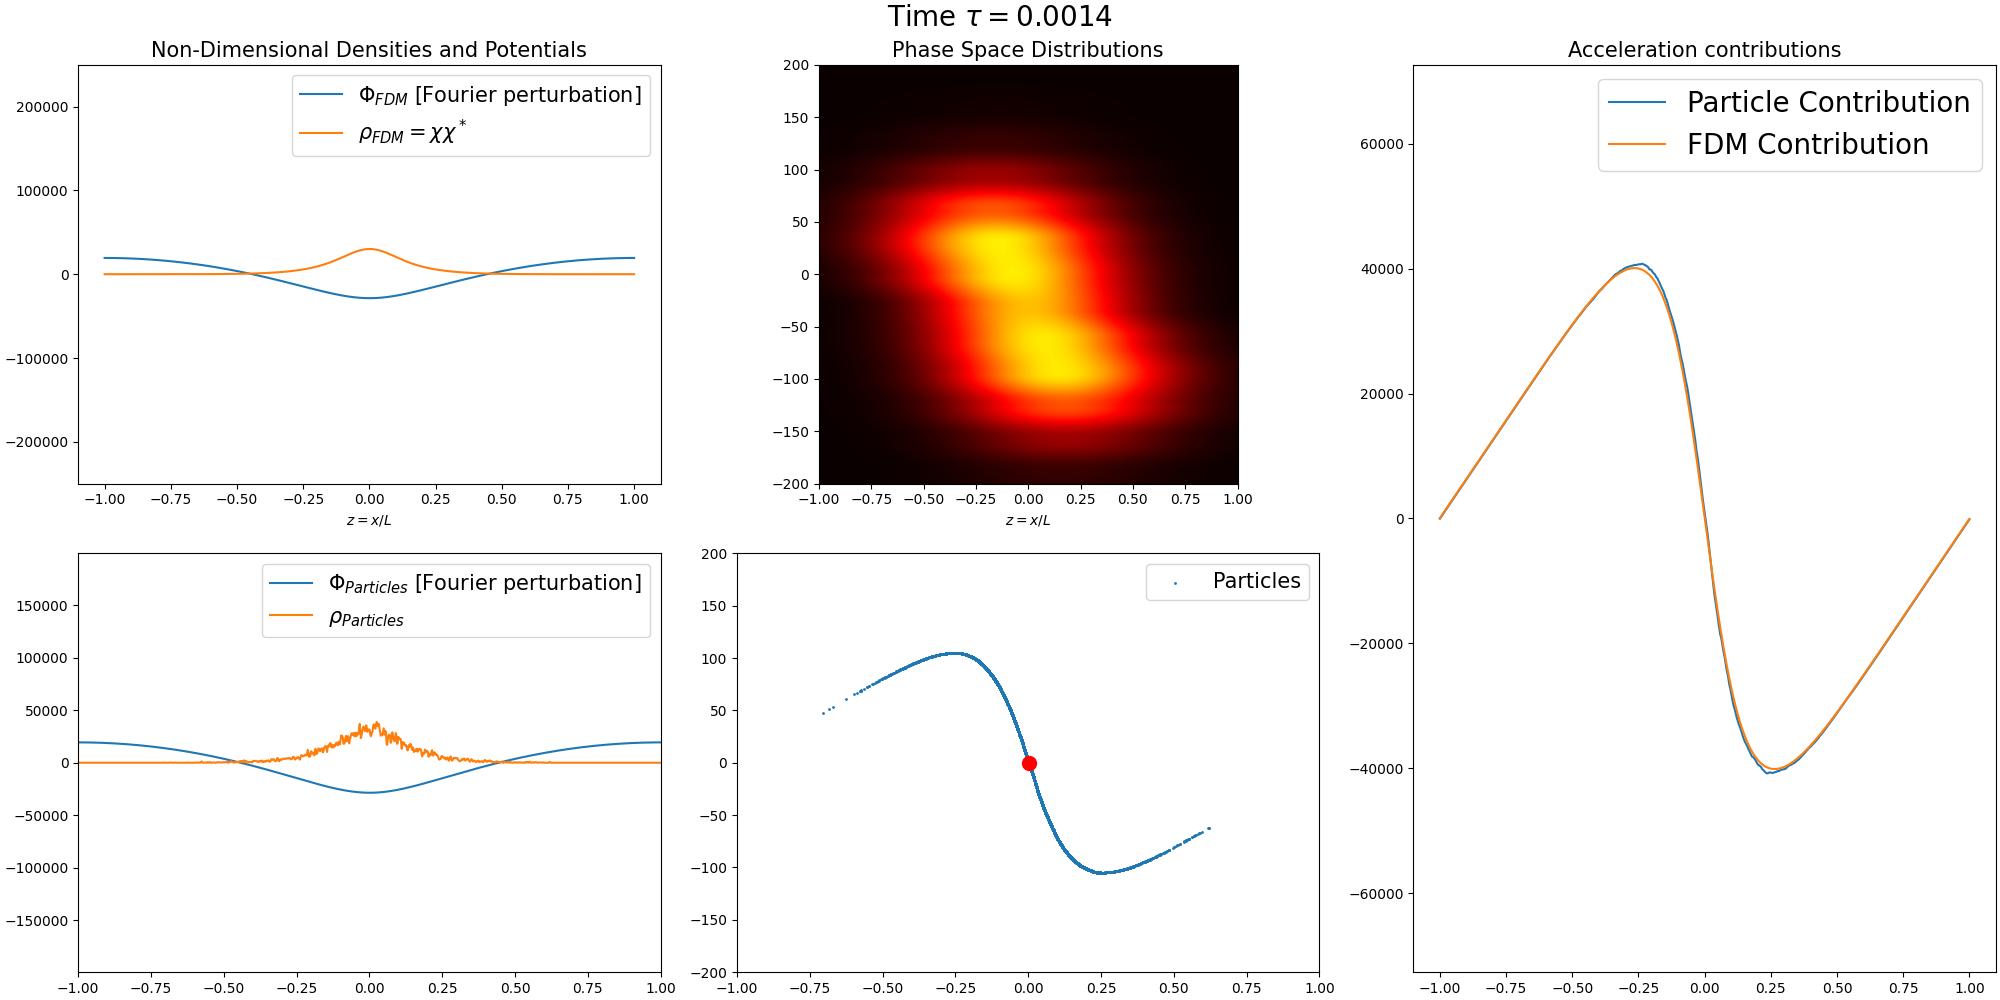 Time τ = 0.0014
Non-Dimensional Densities and Potentials
Φ_FDM [Fourier perturbation]
ρ_FDM = χχ*
200000
100000
0
−100000
−200000
−1.00 −0.75 −0.50 −0.25 0.00 0.25 0.50 0.75 1.00
z = x/L
Phase Space Distributions
200
150
100
50
0
−50
−100
−150
−200
−1.00 −0.75 −0.50 −0.25 0.00 0.25 0.50 0.75 1.00
z = x/L
Acceleration contributions
Particle Contribution
FDM Contribution
60000
40000
20000
0
−20000
−40000
−60000
−1.00 −0.75 −0.50 −0.25 0.00 0.25 0.50 0.75 1.00
Φ_Particles [Fourier perturbation]
ρ_Particles
150000
100000
50000
0
−50000
−100000
−150000
−1.00 −0.75 −0.50 −0.25 0.00 0.25 0.50 0.75 1.00
Particles
200
150
100
50
0
−50
−100
−150
−200
−1.00 −0.75 −0.50 −0.25 0.00 0.25 0.50 0.75 1.00